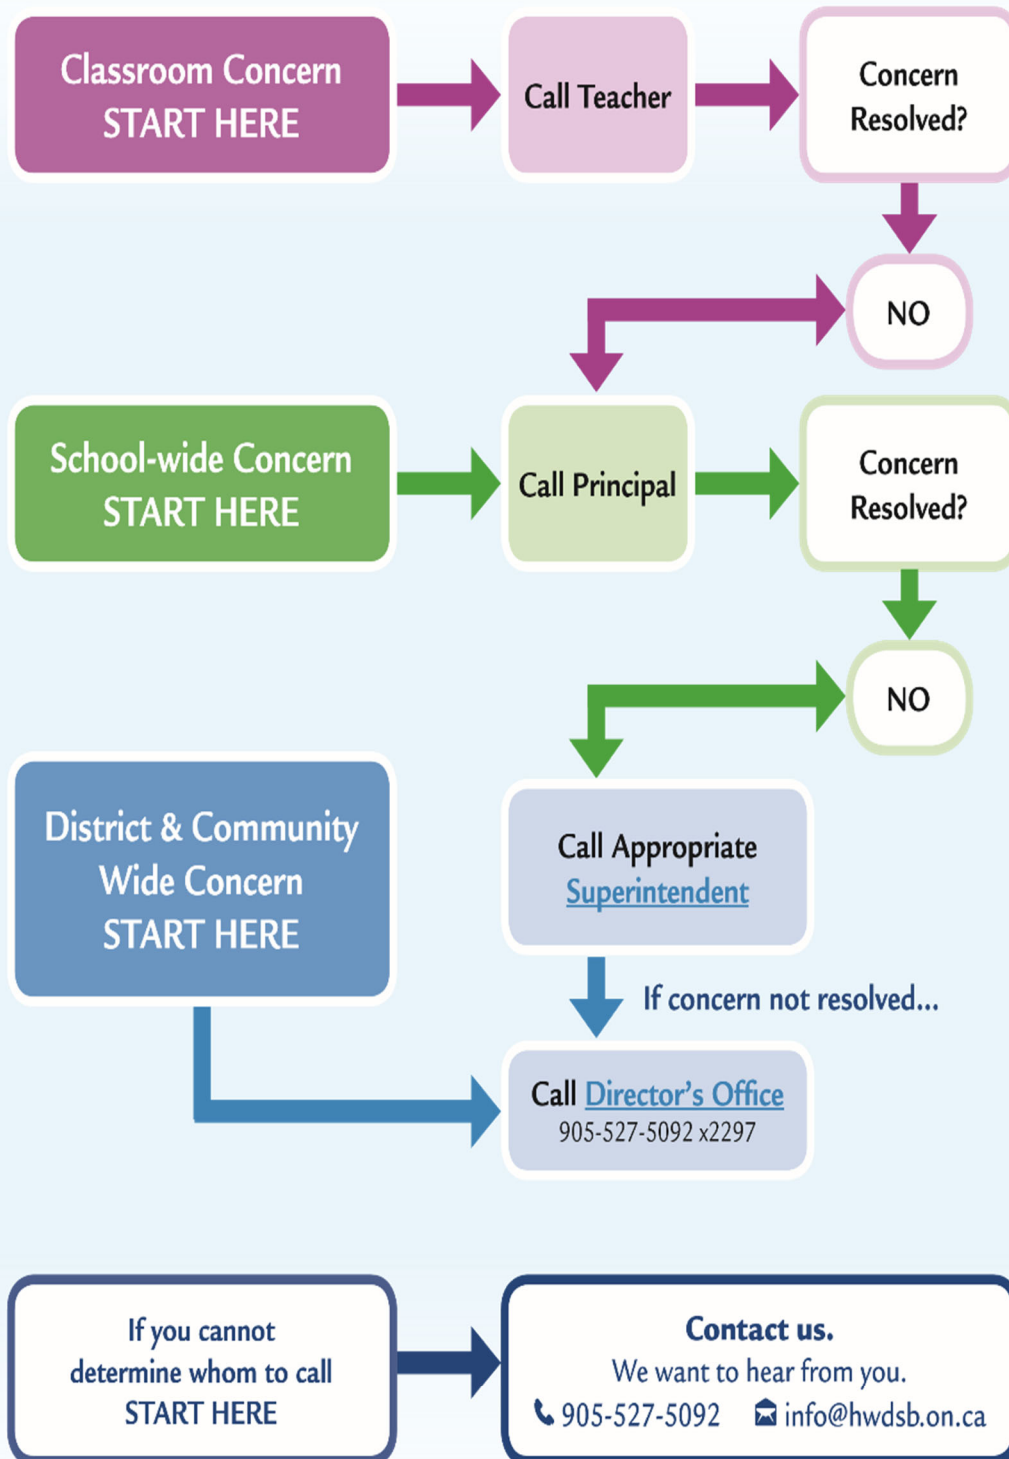 Classroom Concern
START HERE
Call Teacher
Concern
Resolved?
NO
School-wide Concern
START HERE
Call Principal
Concern
Resolved?
NO
District & Community
Wide Concern
START HERE
Call Appropriate
Superintendent
If concern not resolved...
Call Director's Office
905-527-5092 x2297
If you cannot
determine whom to call
START HERE
Contact us.
We want to hear from you.
905-527-5092 info@hwdsb.on.ca